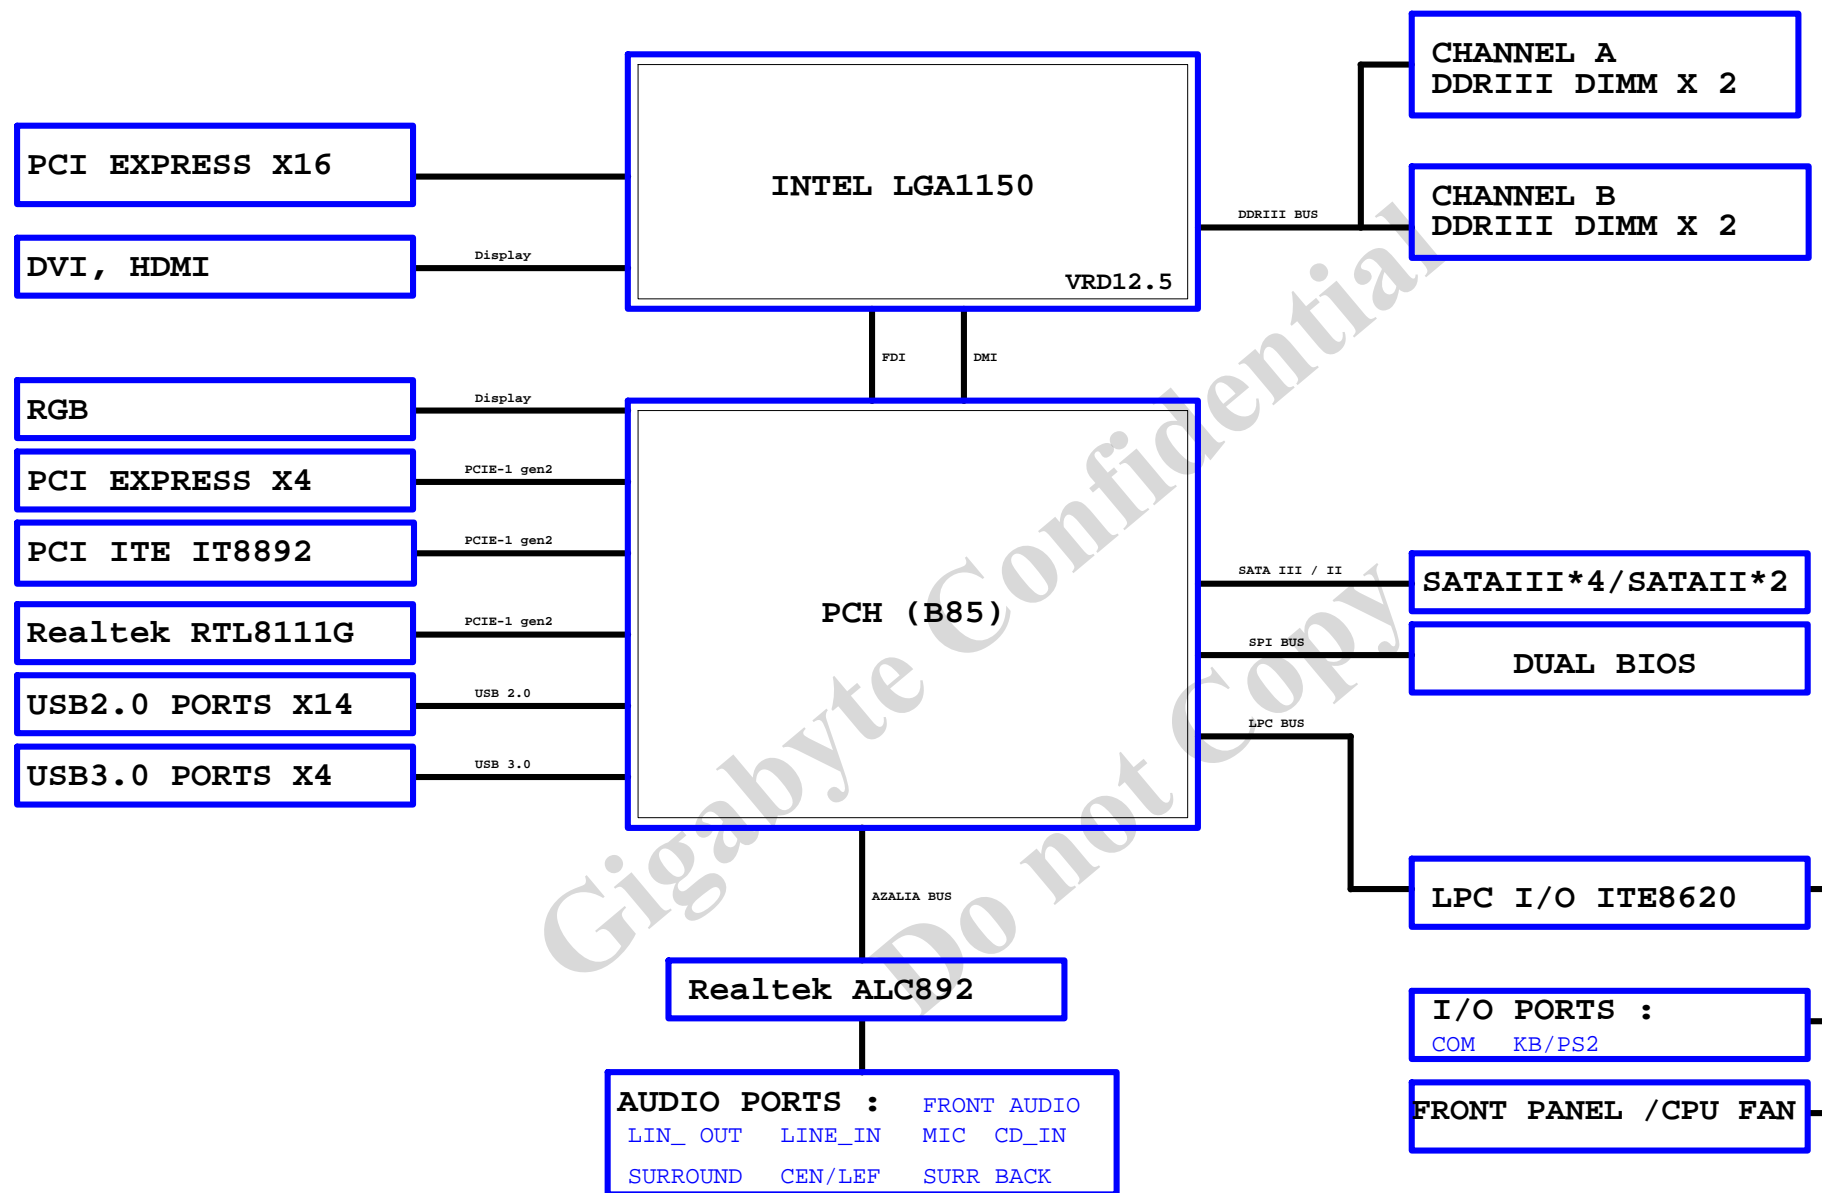 CHANNEL A
DDRIII DIMM X 2
PCI EXPRESS X16
INTEL LGA1150
CHANNEL B
DDRIII DIMM X 2
DDRIII BUS
DVI, HDMI
Display
VRD12.5
FDI
DMI
RGB
Display
PCI EXPRESS X4
PCIE-1 gen2
PCI ITE IT8892
PCIE-1 gen2
SATA III / II
SATAIII*4/SATAII*2
PCH (B85)
Realtek RTL8111G
PCIE-1 gen2
SPI BUS
DUAL BIOS
USB2.0 PORTS X14
USB 2.0
LPC BUS
USB3.0 PORTS X4
USB 3.0
AZALIA BUS
LPC I/O ITE8620
Realtek ALC892
I/O PORTS :
COM KB/PS2
AUDIO PORTS : FRONT AUDIO
LIN_ OUT LINE_IN MIC CD_IN
SURROUND CEN/LEF SURR BACK
FRONT PANEL /CPU FAN
Gigabyte Confidential
Do not Copy